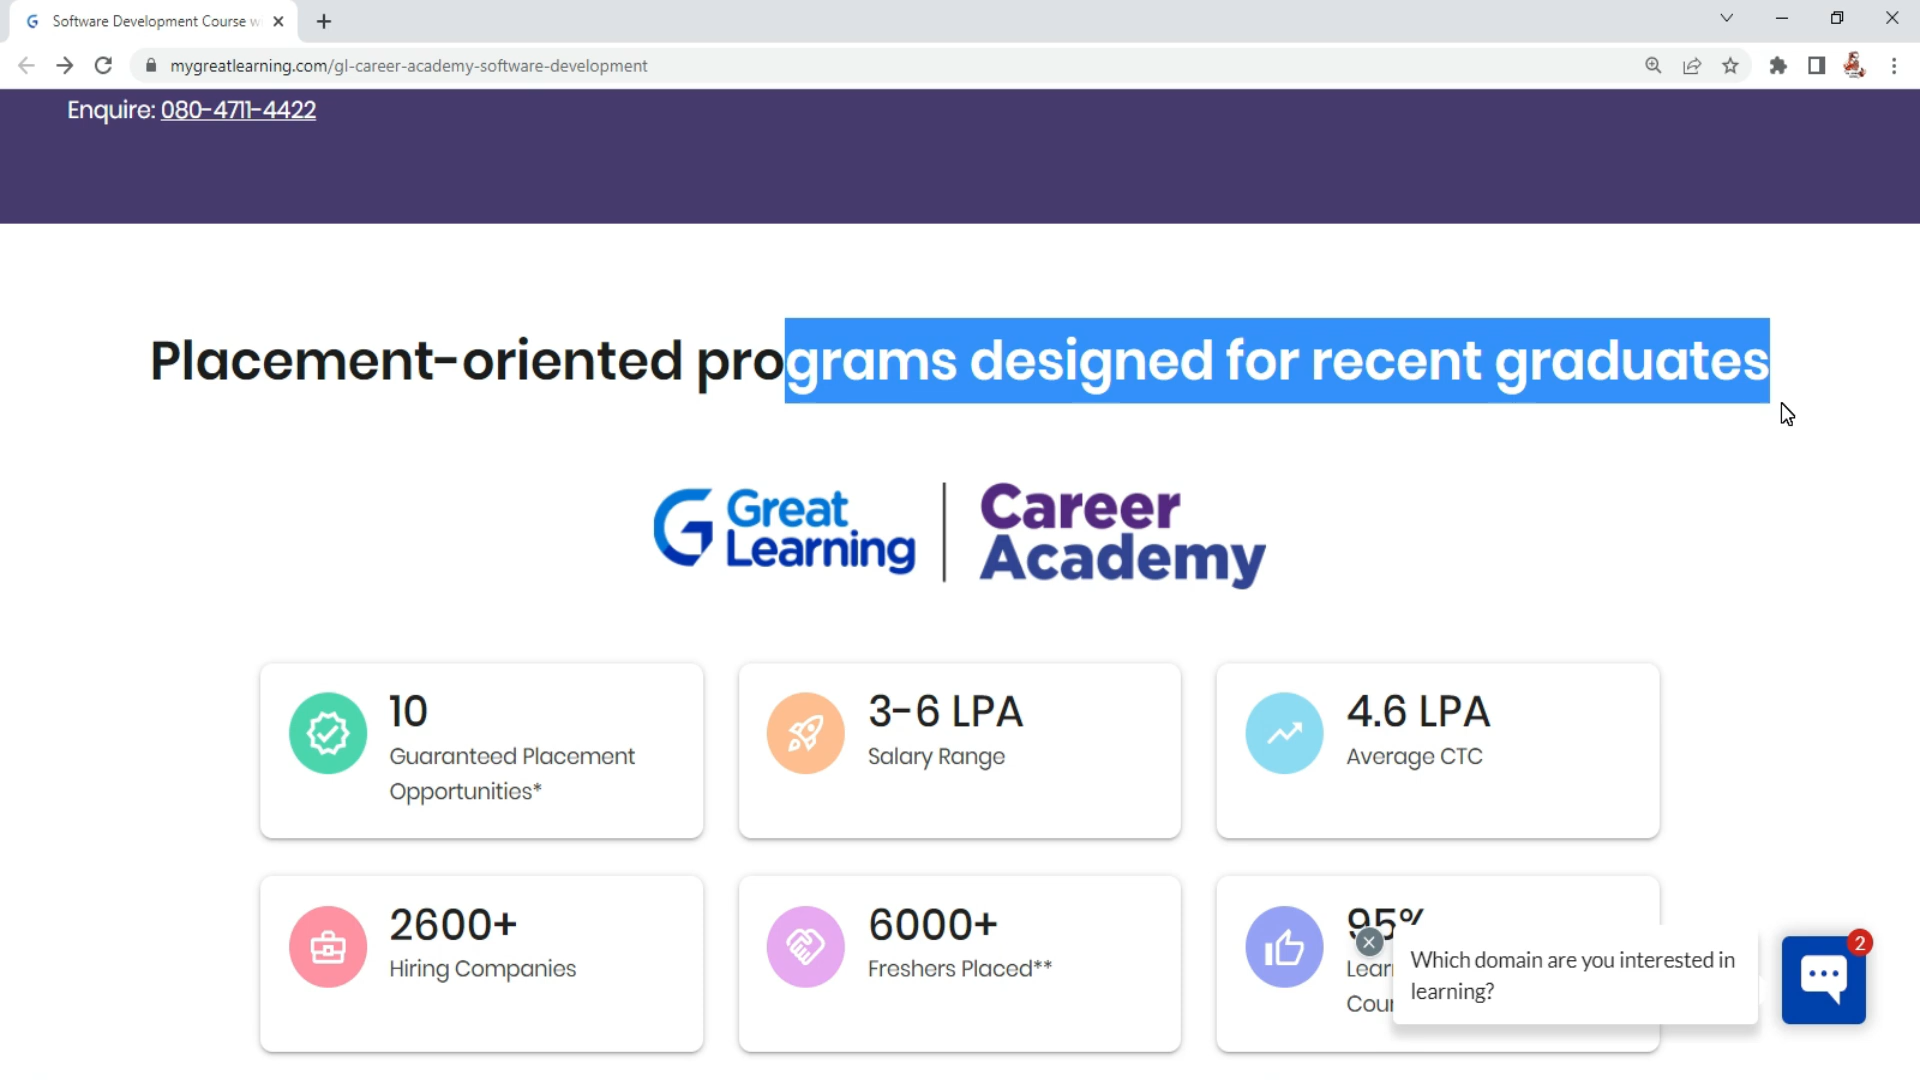 Software Development Course w
mygreatlearning.com/gl-career-academy-software-development
Enquire: 080-4711-4422
Placement-oriented programs designed for recent graduates
Great Learning
Career Academy
10
Guaranteed Placement
Opportunities*
3-6 LPA
Salary Range
4.6 LPA
Average CTC
2600+
Hiring Companies
6000+
Freshers Placed**
95%
Which domain are you interested in
learning?
2